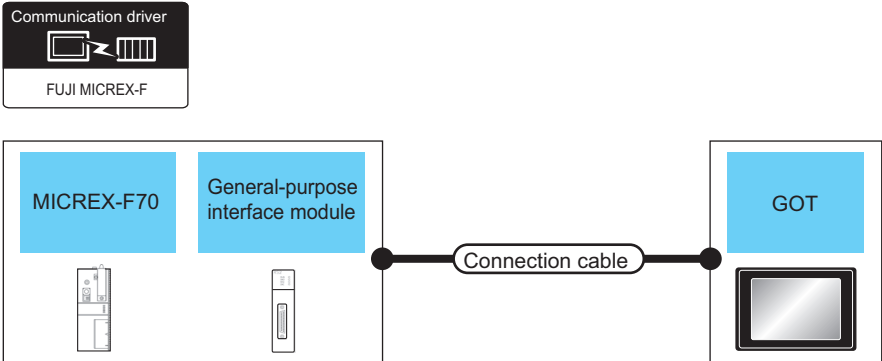 Communication driver
FUJI MICREX-F
MICREX-F70
General-purpose
interface module
Connection cable
GOT